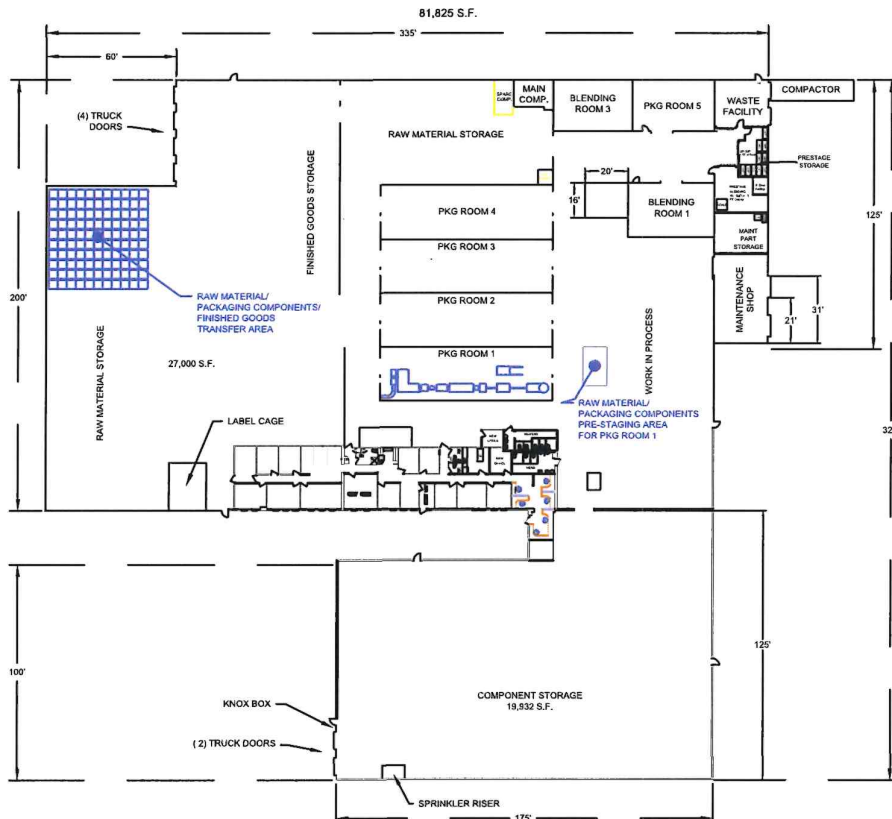 81,825 S.F.
335'
60'
(4) TRUCK
DOORS
SPARE
COMP.
MAIN
COMP.
BLENDING
ROOM 3
PKG ROOM 5
WASTE
FACILITY
COMPACTOR
RAW MATERIAL STORAGE
PRESTAGE
STORAGE
FINISHED GOODS STORAGE
20'
16'
PKG ROOM 4
BLENDING
ROOM 1
125'
PKG ROOM 3
MAINT
PART
STORAGE
200'
RAW MATERIAL/
PACKAGING COMPONENTS/
FINISHED GOODS
TRANSFER AREA
PKG ROOM 2
MAINTENANCE
SHOP
31'
21'
RAW MATERIAL STORAGE
27,000 S.F.
PKG ROOM 1
WORK IN PROCESS
RAW MATERIAL/
PACKAGING COMPONENTS
PRE-STAGING AREA
FOR PKG ROOM 1
LABEL CAGE
100'
125'
COMPONENT STORAGE
19,932 S.F.
KNOX BOX
( 2) TRUCK DOORS
SPRINKLER RISER
175'